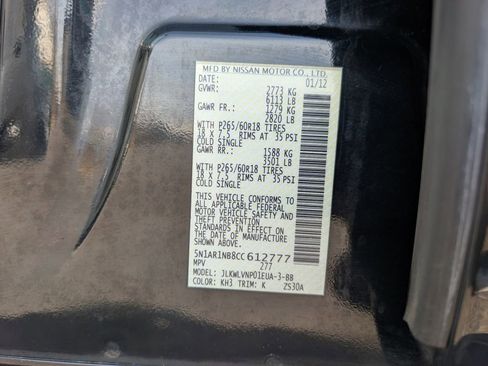 MFD BY NISSAN MOTOR CO., LTD.
DATE: 01/12
GVWR: 2773 KG
6113 LB
GAWR FR.: 1279 KG
2820 LB
WITH P265/60R18 TIRES
18 X 7.5 RIMS AT 35 PSI
COLD SINGLE
GAWR RR.: 1588 KG
3501 LB
WITH P265/60R18 TIRES
18 X 7.5 RIMS AT 35 PSI
COLD SINGLE
THIS VEHICLE CONFORMS TO ALL
APPLICABLE U.S. FEDERAL
MOTOR VEHICLE SAFETY AND
THEFT PREVENTION
STANDARDS IN EFFECT ON
THE DATE OF MANUFACTURE
SHOWN ABOVE.
5N1AR1NB8CC612777
MPV 277
MODEL: JLKWLVNP01EUA-3-BB
COLOR: KH3 TRIM: K ZS30A